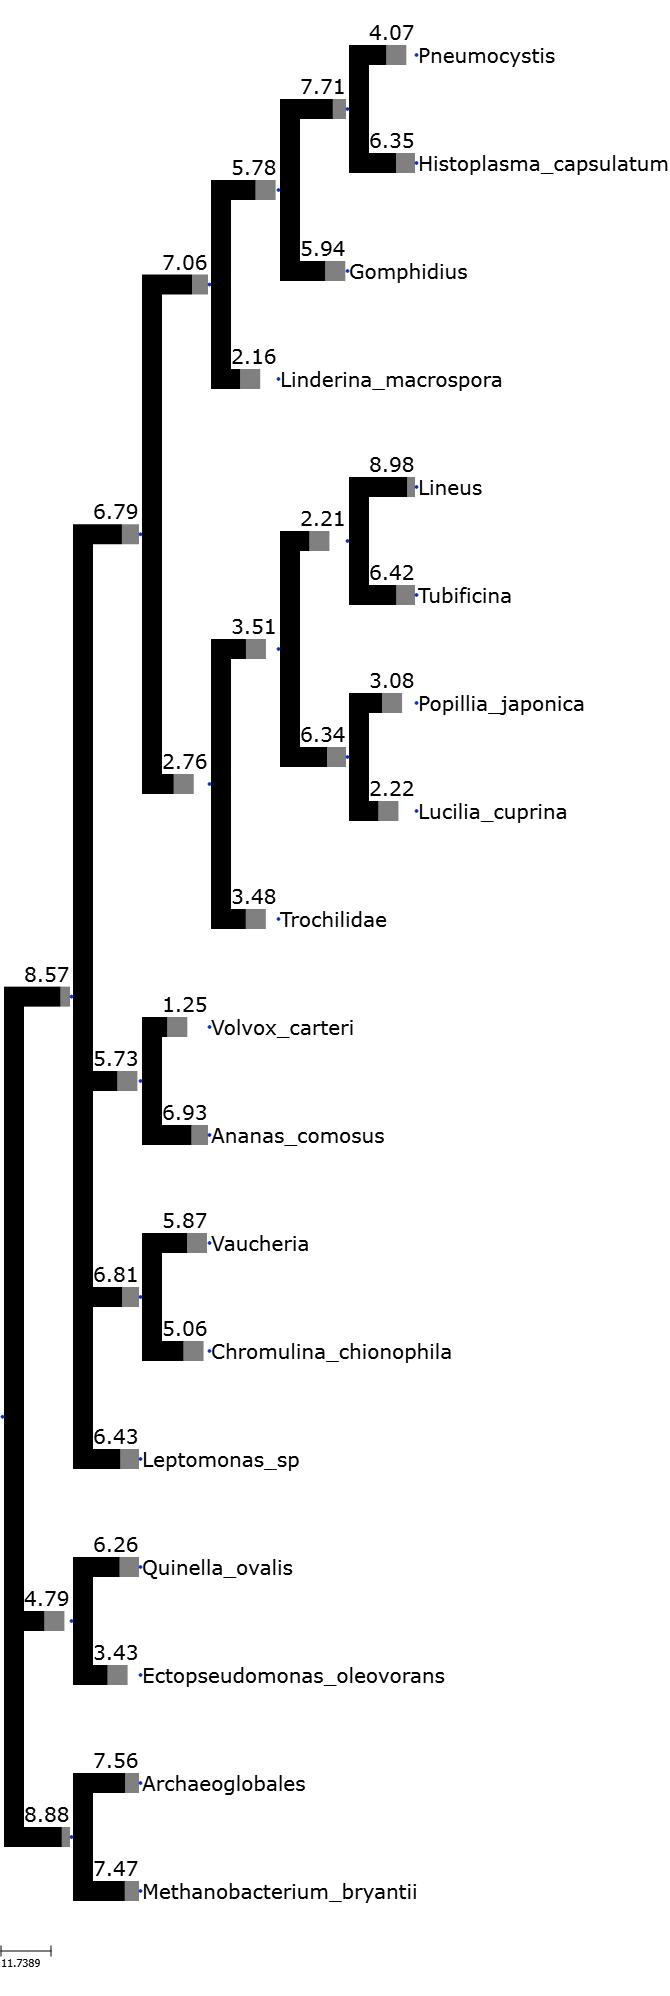 4.07
Pneumocystis
7.71
6.35
Histoplasma_capsulatum
5.78
5.94
Gomphidius
7.06
2.16
Linderina_macrospora
8.98
Lineus
6.79
2.21
6.42
Tubificina
3.51
3.08
Popillia_japonica
6.34
2.76
2.22
Lucilia_cuprina
3.48
Trochilidae
8.57
1.25
Volvox_carteri
5.73
6.93
Ananas_comosus
5.87
Vaucheria
6.81
5.06
Chromulina_chionophila
6.43
Leptomonas_sp
6.26
Quinella_ovalis
4.79
3.43
Ectopseudomonas_oleovorans
7.56
Archaeoglobales
8.88
7.47
Methanobacterium_bryantii
11.7389